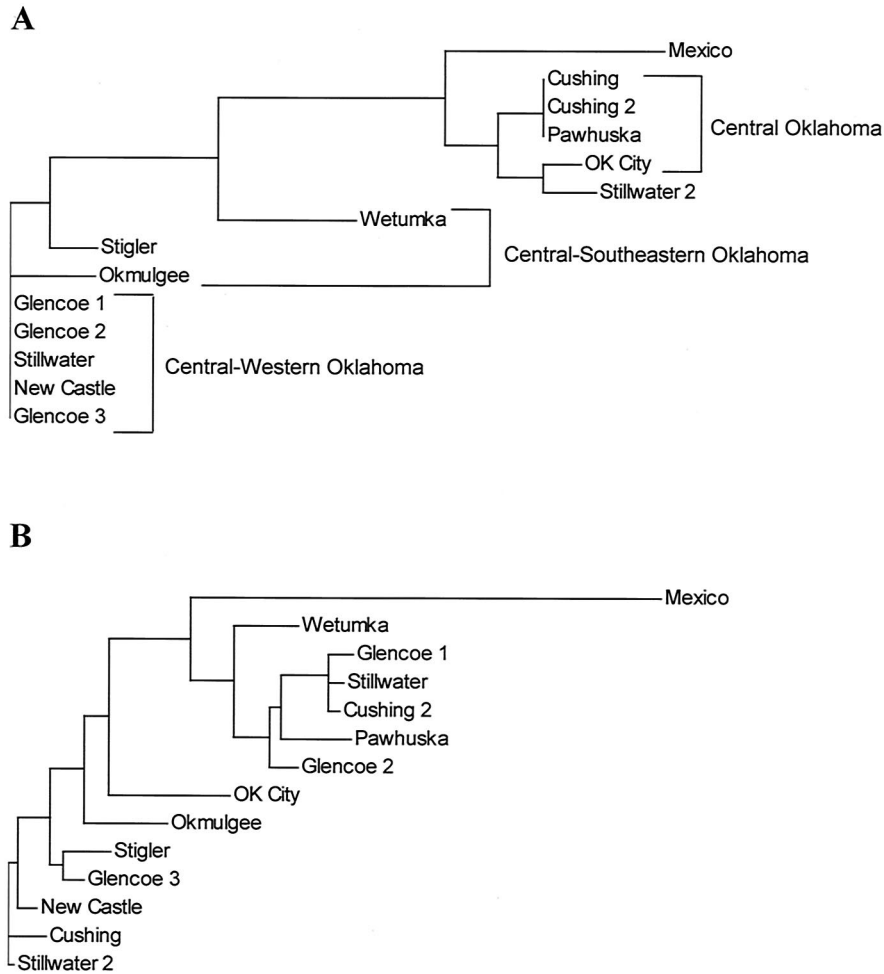 A
Mexico
Cushing
Cushing 2
Central Oklahoma
Pawhuska
OK City
Stillwater 2
Wetumka
Stigler
Central-Southeastern Oklahoma
Okmulgee
Glencoe 1
Glencoe 2
Stillwater
Central-Western Oklahoma
New Castle
Glencoe 3
B
Mexico
Wetumka
Glencoe 1
Stillwater
Cushing 2
Pawhuska
Glencoe 2
OK City
Okmulgee
Stigler
Glencoe 3
New Castle
Cushing
Stillwater 2